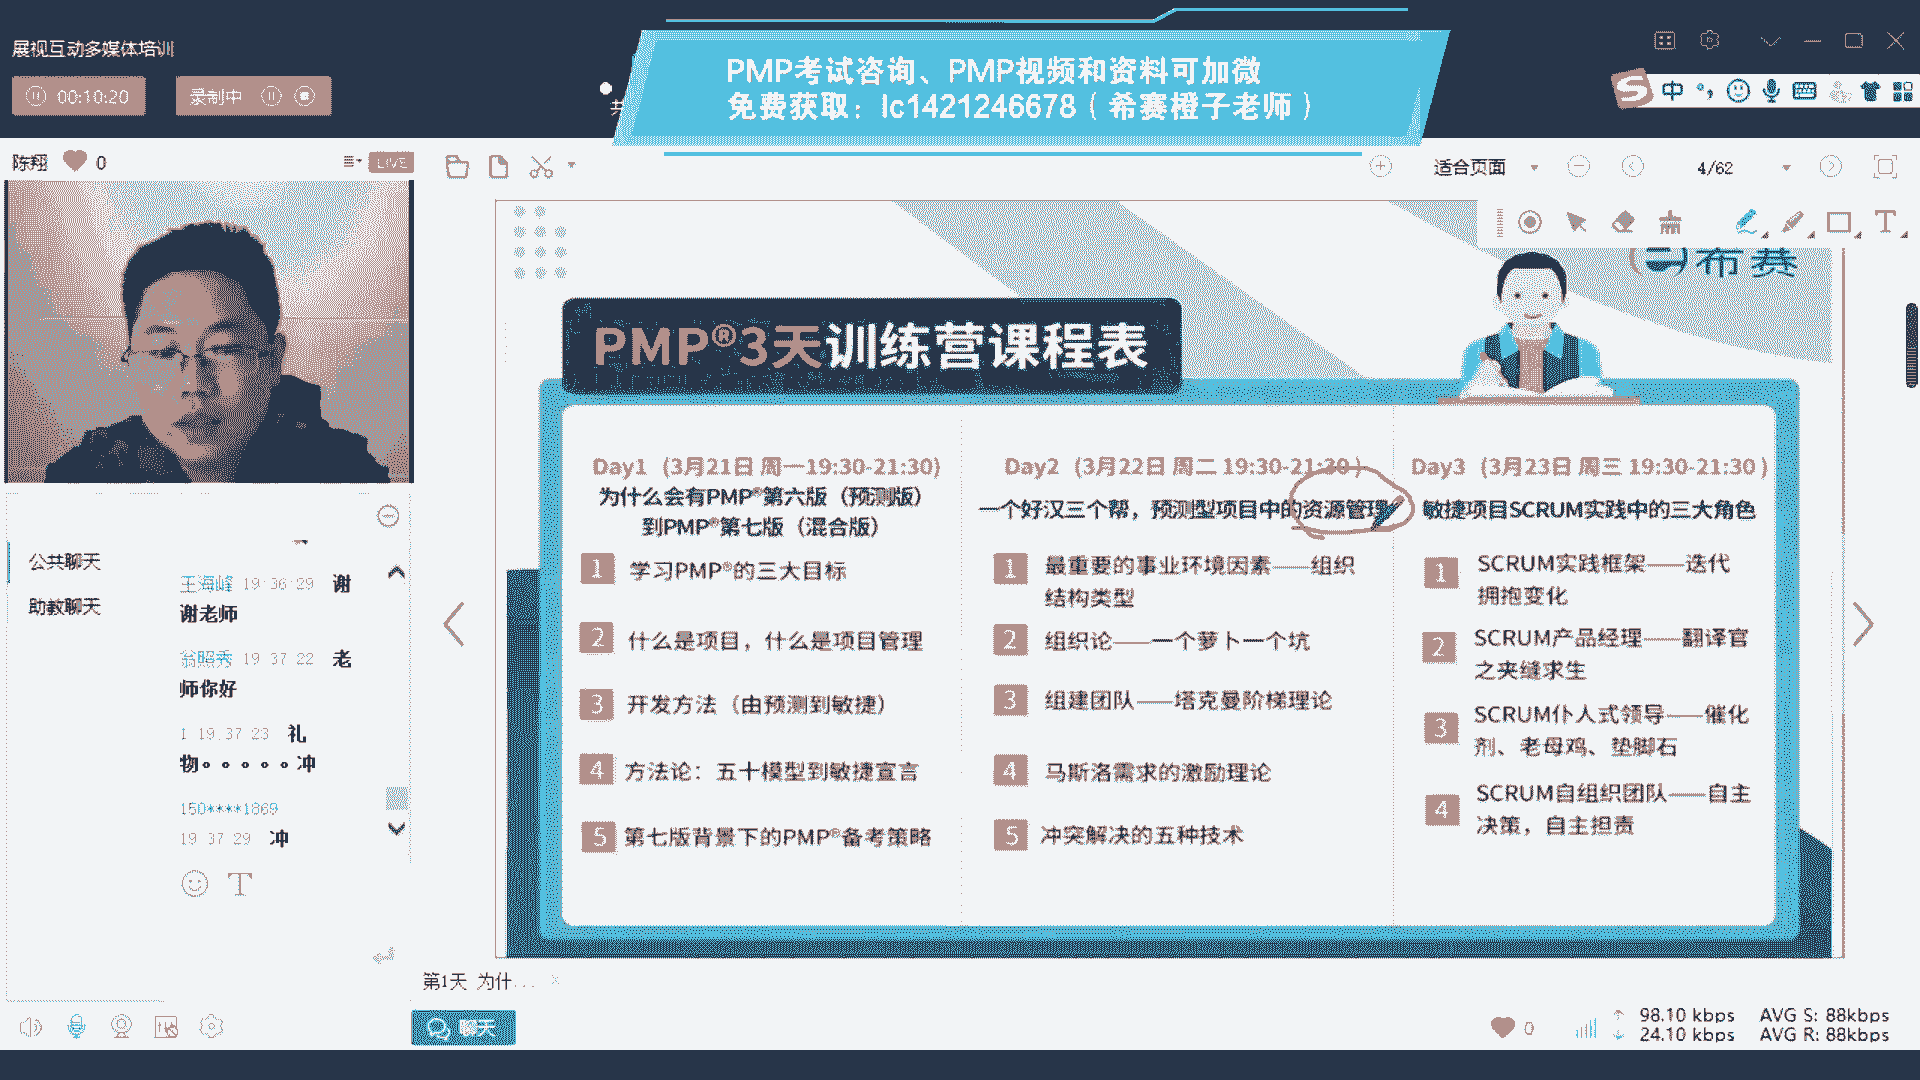 展视互动多媒体培训
00:10:20
录制中
PMP考试咨询、PMP视频和资料可加微
免费获取：lc1421246678（希赛橙子老师）
中
陈翔
0
LIVE
适合页面
4/62
希赛
PMP®3天训练营课程表
Day1（3月21日 周一19:30-21:30)
为什么会有PMP®第六版（预测版）
到PMP®第七版（混合版）
1 学习PMP®的三大目标
2 什么是项目，什么是项目管理
3 开发方法（由预测到敏捷）
4 方法论：五十模型到敏捷宣言
5 第七版背景下的PMP®备考策略
Day2（3月22日 周二 19:30-21:30）
一个好汉三个帮，预测型项目中的资源管理
1 最重要的事业环境因素——组织
结构类型
2 组织论——一个萝卜一个坑
3 组建团队——塔克曼阶梯理论
4 马斯洛需求的激励理论
5 冲突解决的五种技术
Day3（3月23日 周三 19:30-21:30）
敏捷项目SCRUM实践中的三大角色
1 SCRUM实践框架——迭代
拥抱变化
2 SCRUM产品经理——翻译官
之夹缝求生
3 SCRUM仆人式领导——催化
剂、老母鸡、垫脚石
4 SCRUM自组织团队——自主
决策，自主担责
公共聊天
助教聊天
王海峰 19:36:29 谢
谢老师
翁照秀 19:37:22 老
师你好
1 19:37:23 礼
物。。。。。冲
150****1869
19:37:29 冲
第1天 为什...
聊天
0
98.10 kbps AVG S: 88kbps
24.10 kbps AVG R: 88kbps